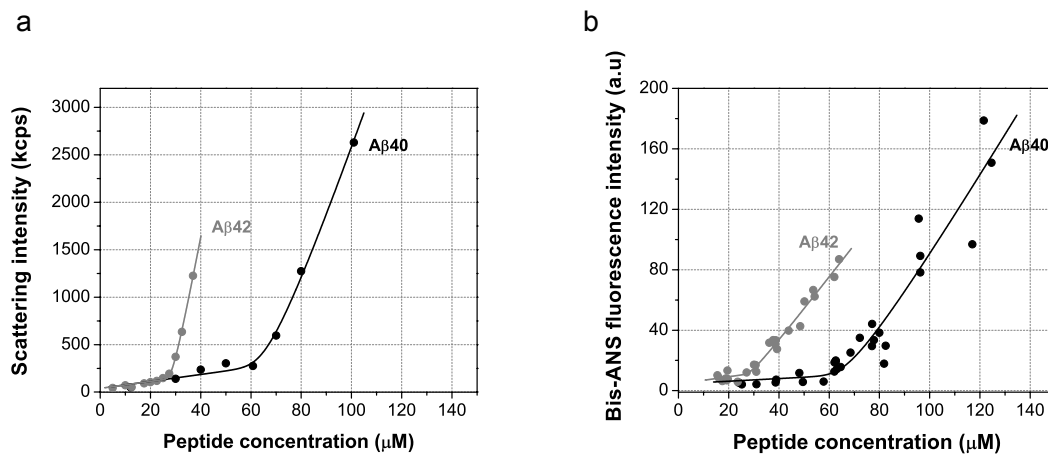 a
Scattering intensity (kcps)
3000
2500
2000
1500
1000
500
0
Aβ40
Aβ42
0 20 40 60 80 100 120 140
Peptide concentration (μM)
b
Bis-ANS fluorescence intensity (a.u)
200
160
120
80
40
0
Aβ40
Aβ42
0 20 40 60 80 100 120 140
Peptide concentration (μM)